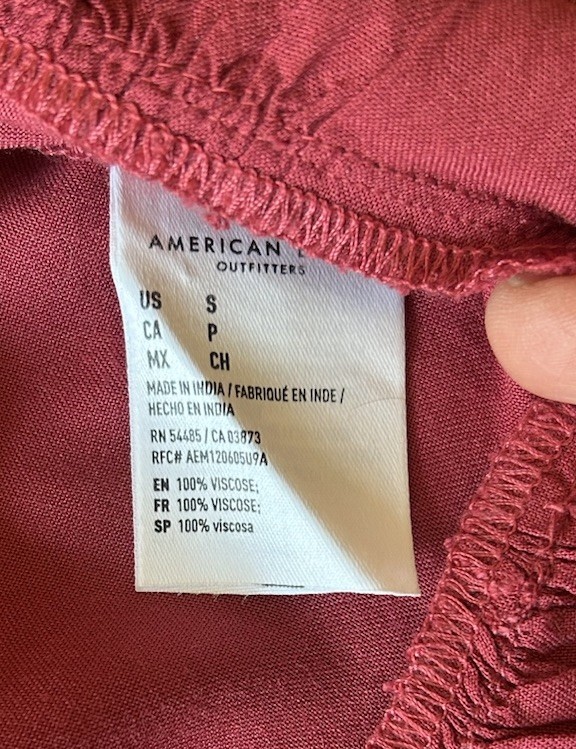 AMERICAN
OUTFITTERS
US S
CA P
MX CH
MADE IN INDIA / FABRIQUÉ EN INDE /
HECHO EN INDIA
RN 54485 / CA 03873
RFC# AEM120605U9A
EN 100% VISCOSE;
FR 100% VISCOSE;
SP 100% viscosa